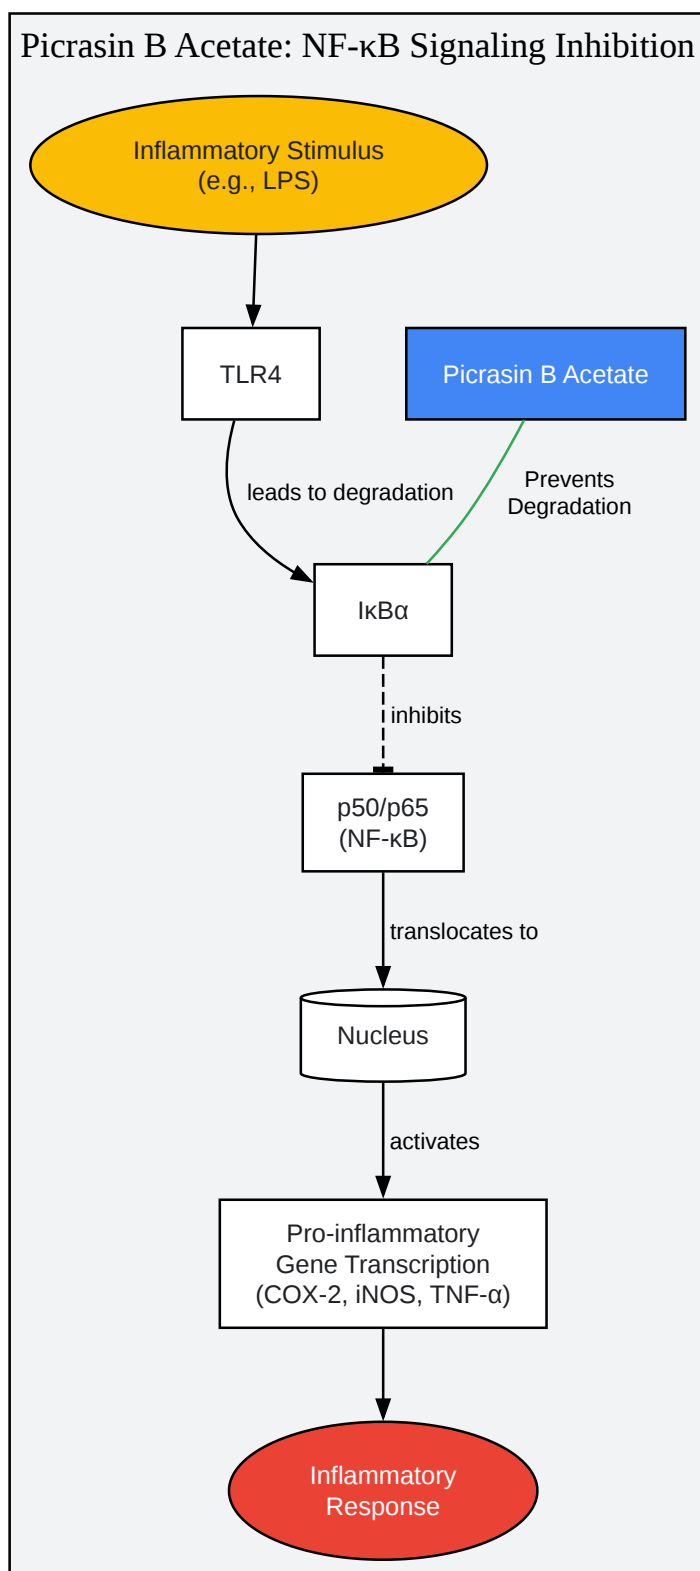 Picrasin B Acetate: NF-κB Signaling Inhibition
Inflammatory Stimulus
(e.g., LPS)
TLR4
Picrasin B Acetate
leads to degradation
Prevents
Degradation
IκBα
inhibits
p50/p65
(NF-κB)
translocates to
Nucleus
activates
Pro-inflammatory
Gene Transcription
(COX-2, iNOS, TNF-α)
Inflammatory
Response